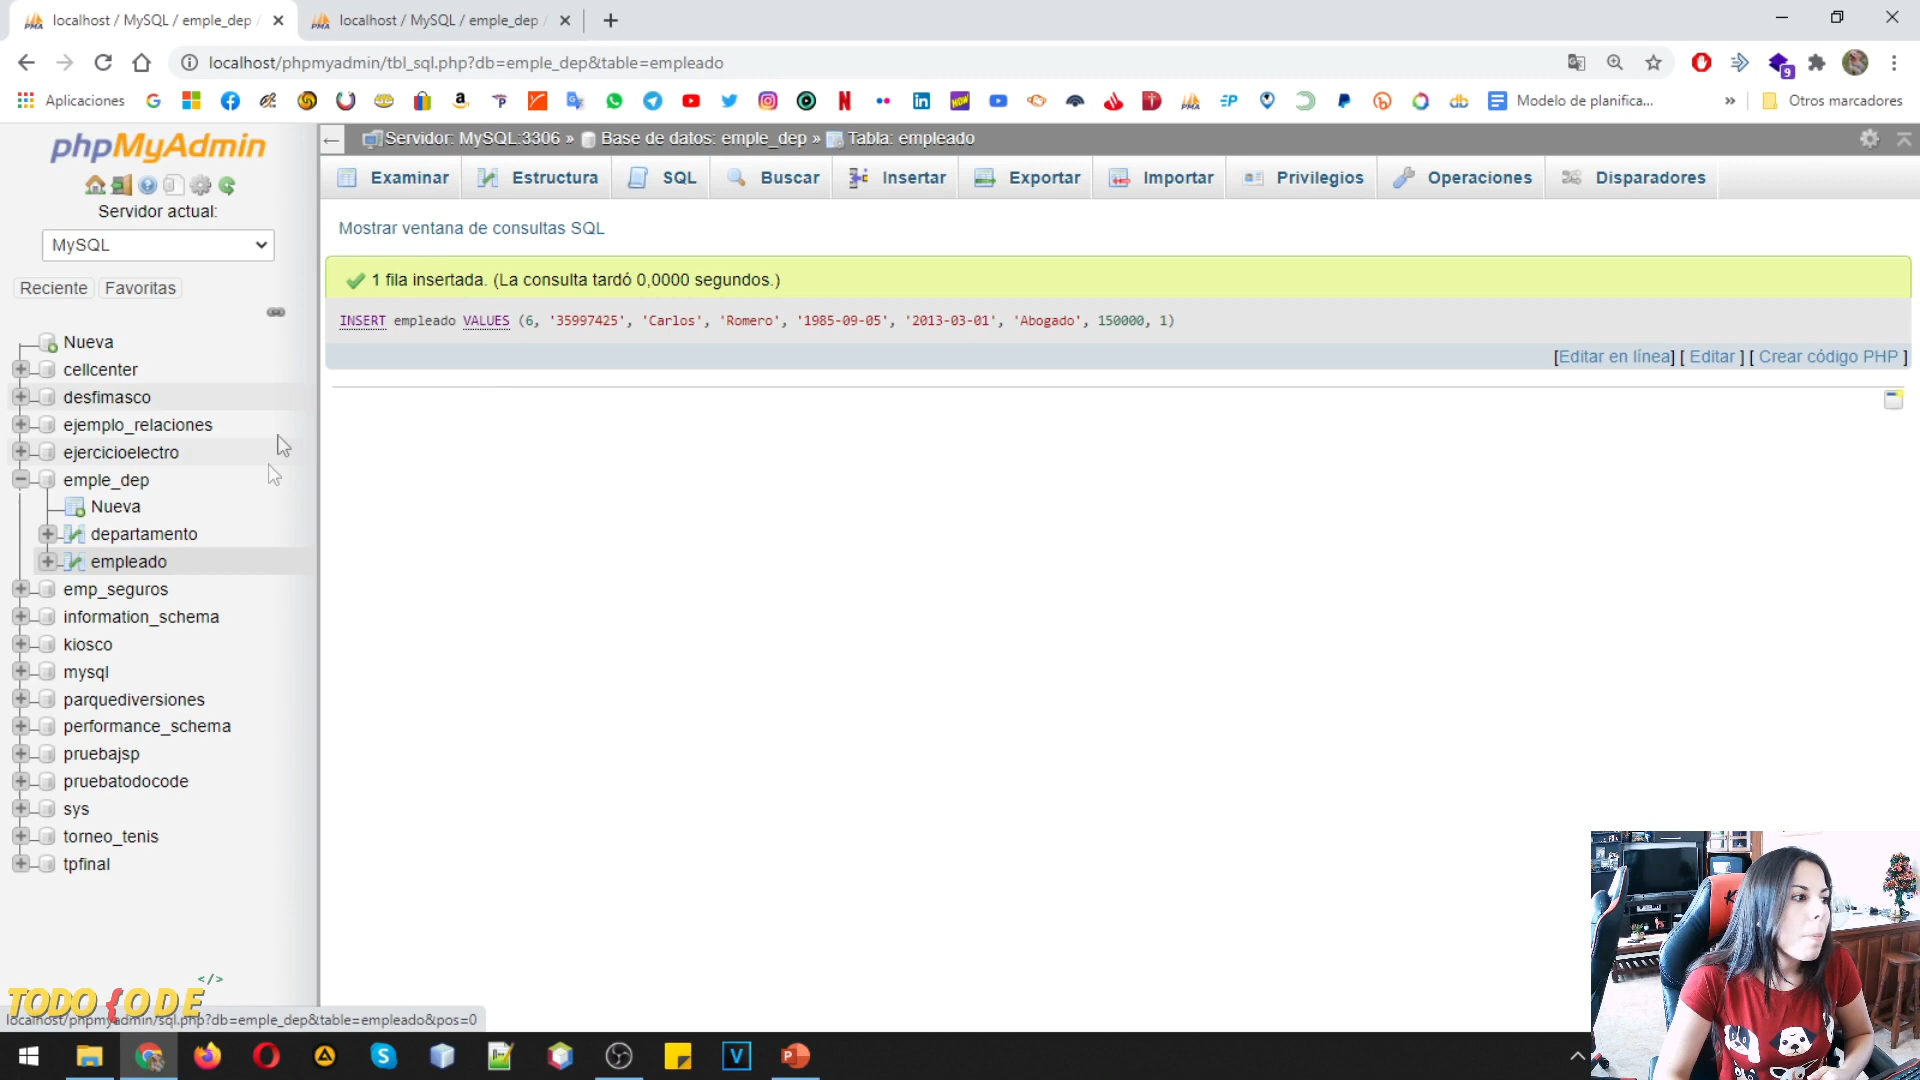 localhost / MySQL / emple_dep /
localhost / MySQL / emple_dep /
localhost/phpmyadmin/tbl_sql.php?db=emple_dep&table=empleado
9
Aplicaciones
Modelo de planifica...
»
Otros marcadores
phpMyAdmin
Servidor actual:
MySQL
Reciente
Favoritas
Nueva
cellcenter
desfimasco
ejemplo_relaciones
ejercicioelectro
emple_dep
Nueva
departamento
empleado
emp_seguros
information_schema
kiosco
mysql
parquediversiones
performance_schema
pruebajsp
pruebatodocode
sys
torneo_tenis
tpfinal
Servidor: MySQL:3306 » Base de datos: emple_dep » Tabla: empleado
Examinar
Estructura
SQL
Buscar
Insertar
Exportar
Importar
Privilegios
Operaciones
Disparadores
Mostrar ventana de consultas SQL
1 fila insertada. (La consulta tardó 0,0000 segundos.)
INSERT empleado VALUES (6, '35997425', 'Carlos', 'Romero', '1985-09-05', '2013-03-01', 'Abogado', 150000, 1)
[Editar en línea] [ Editar ] [ Crear código PHP ]
</>
TODO {ODE
localhost/phpmyadmin/sql.php?db=emple_dep&table=empleado&pos=0